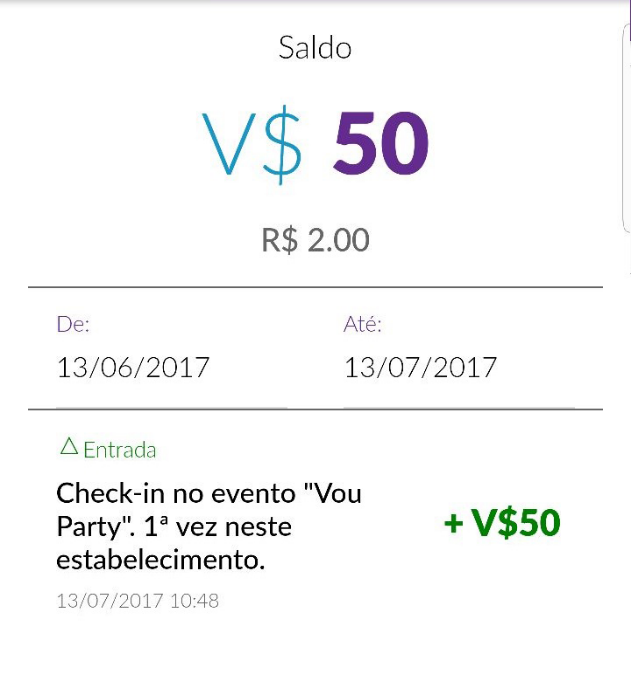 Saldo
V$ 50
R$ 2.00
De:
Até:
13/06/2017
13/07/2017
Entrada
Check-in no evento "Vou
Party". 1ª vez neste
estabelecimento.
+ V$50
13/07/2017 10:48